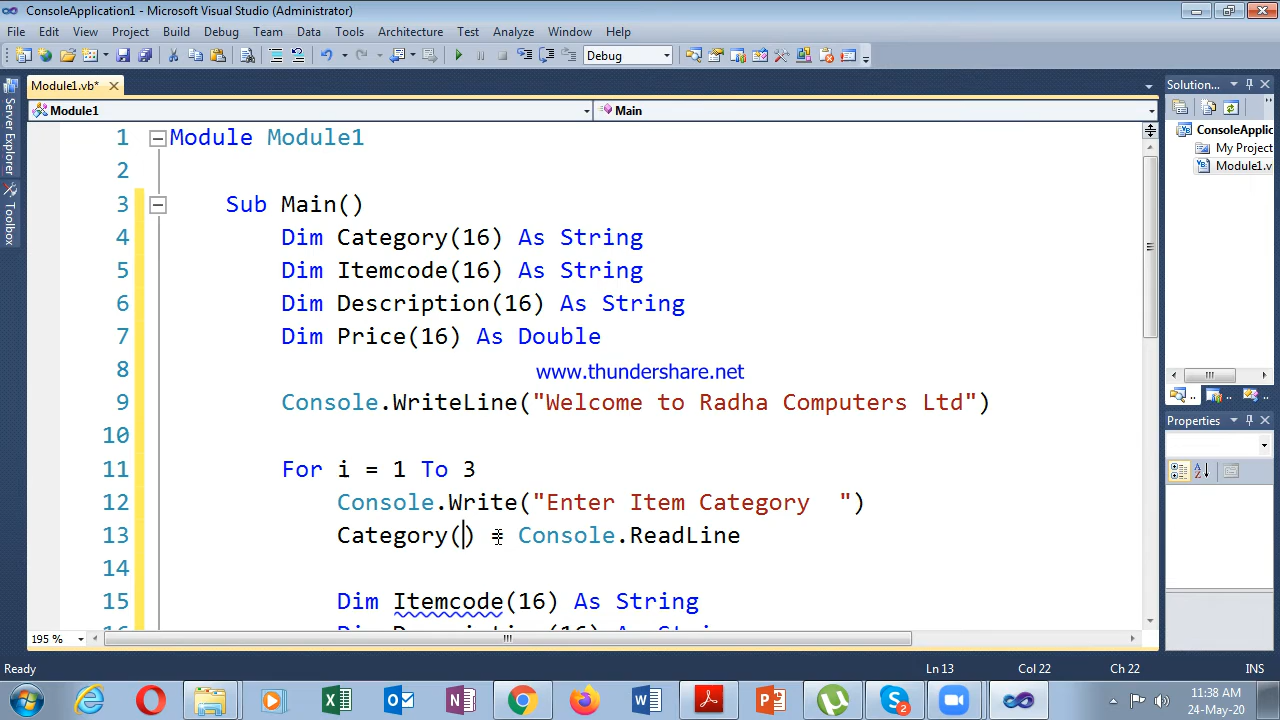 ConsoleApplication1 - Microsoft Visual Studio (Administrator)
File Edit View Project Build Debug Team Data Tools Architecture Test Analyze Window Help
Debug
Module1.vb*
Solution...
Module1
Main
Server Explorer
Toolbox
ConsoleApplic
My Project
Module1.v
1 Module Module1
2
3 Sub Main()
4 Dim Category(16) As String
5 Dim Itemcode(16) As String
6 Dim Description(16) As String
7 Dim Price(16) As Double
8
www.thundershare.net
9 Console.WriteLine("Welcome to Radha Computers Ltd")
10
11 For i = 1 To 3
12 Console.Write("Enter Item Category  ")
13 Category() = Console.ReadLine
14
15 Dim Itemcode(16) As String
Properties
195 %
Ready
Ln 13
Col 22
Ch 22
INS
2
11:38 AM
24-May-20